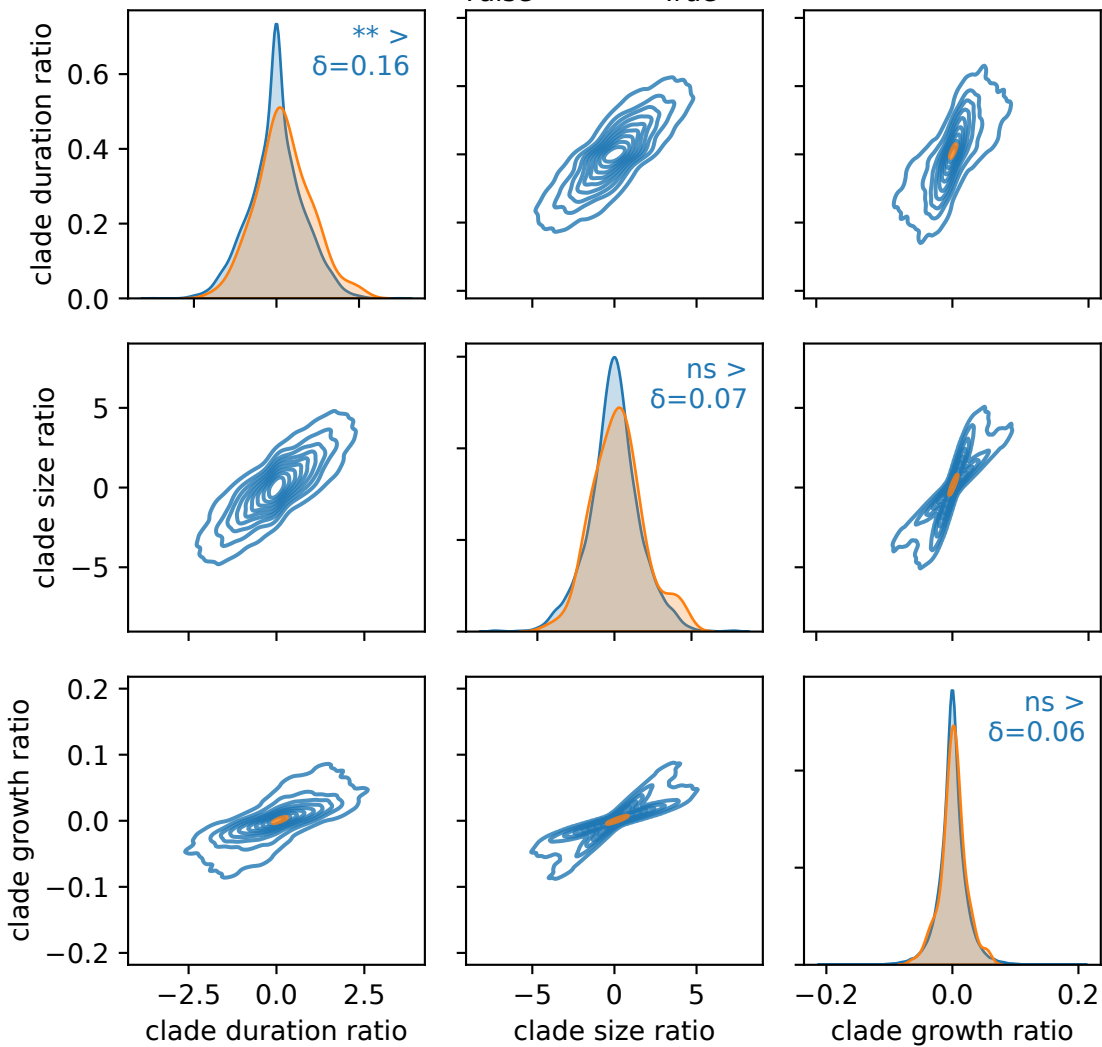 clade duration ratio
0.6
0.4
0.2
0.0
** >
δ=0.16
clade size ratio
5
0
−5
ns >
δ=0.07
clade growth ratio
0.2
0.1
0.0
−0.1
−0.2
ns >
δ=0.06
−2.5 0.0 2.5
−5 0 5
−0.2 0.0 0.2
clade duration ratio
clade size ratio
clade growth ratio